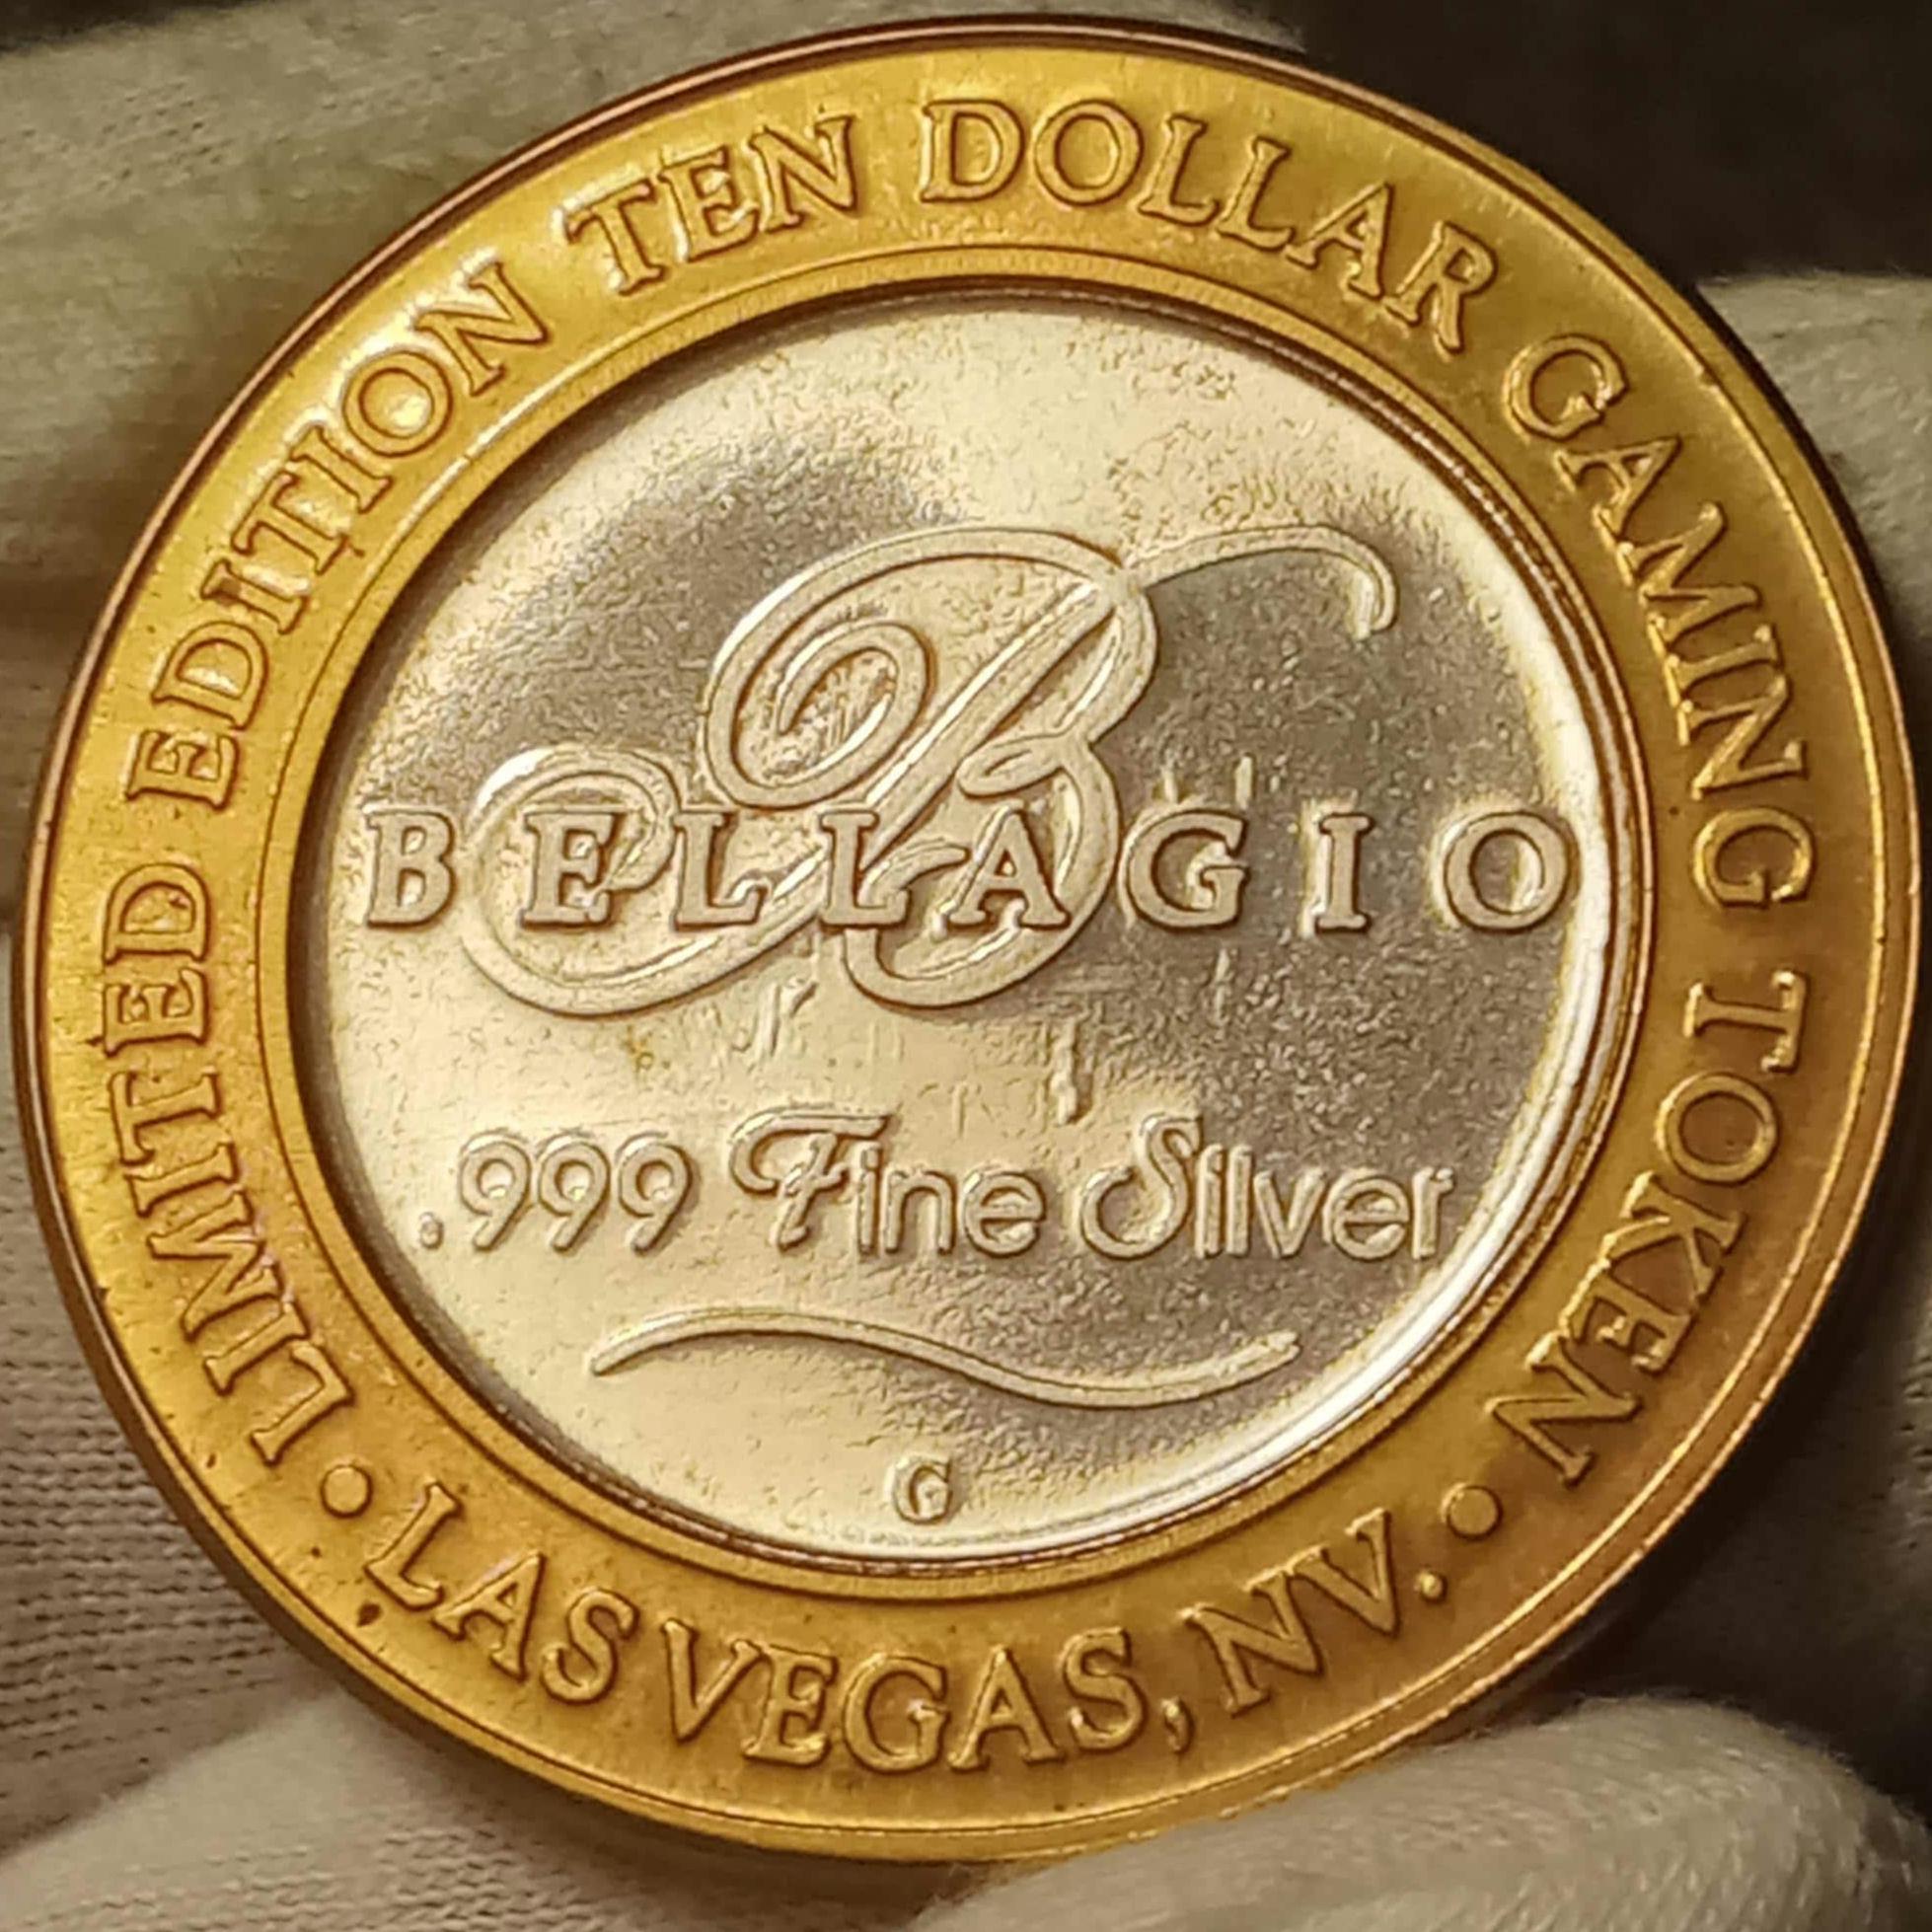 LIMITED EDITION TEN DOLLAR GAMING TOKEN
B
BELLAGIO
.999 Fine Silver
G
• LAS VEGAS, NV. •